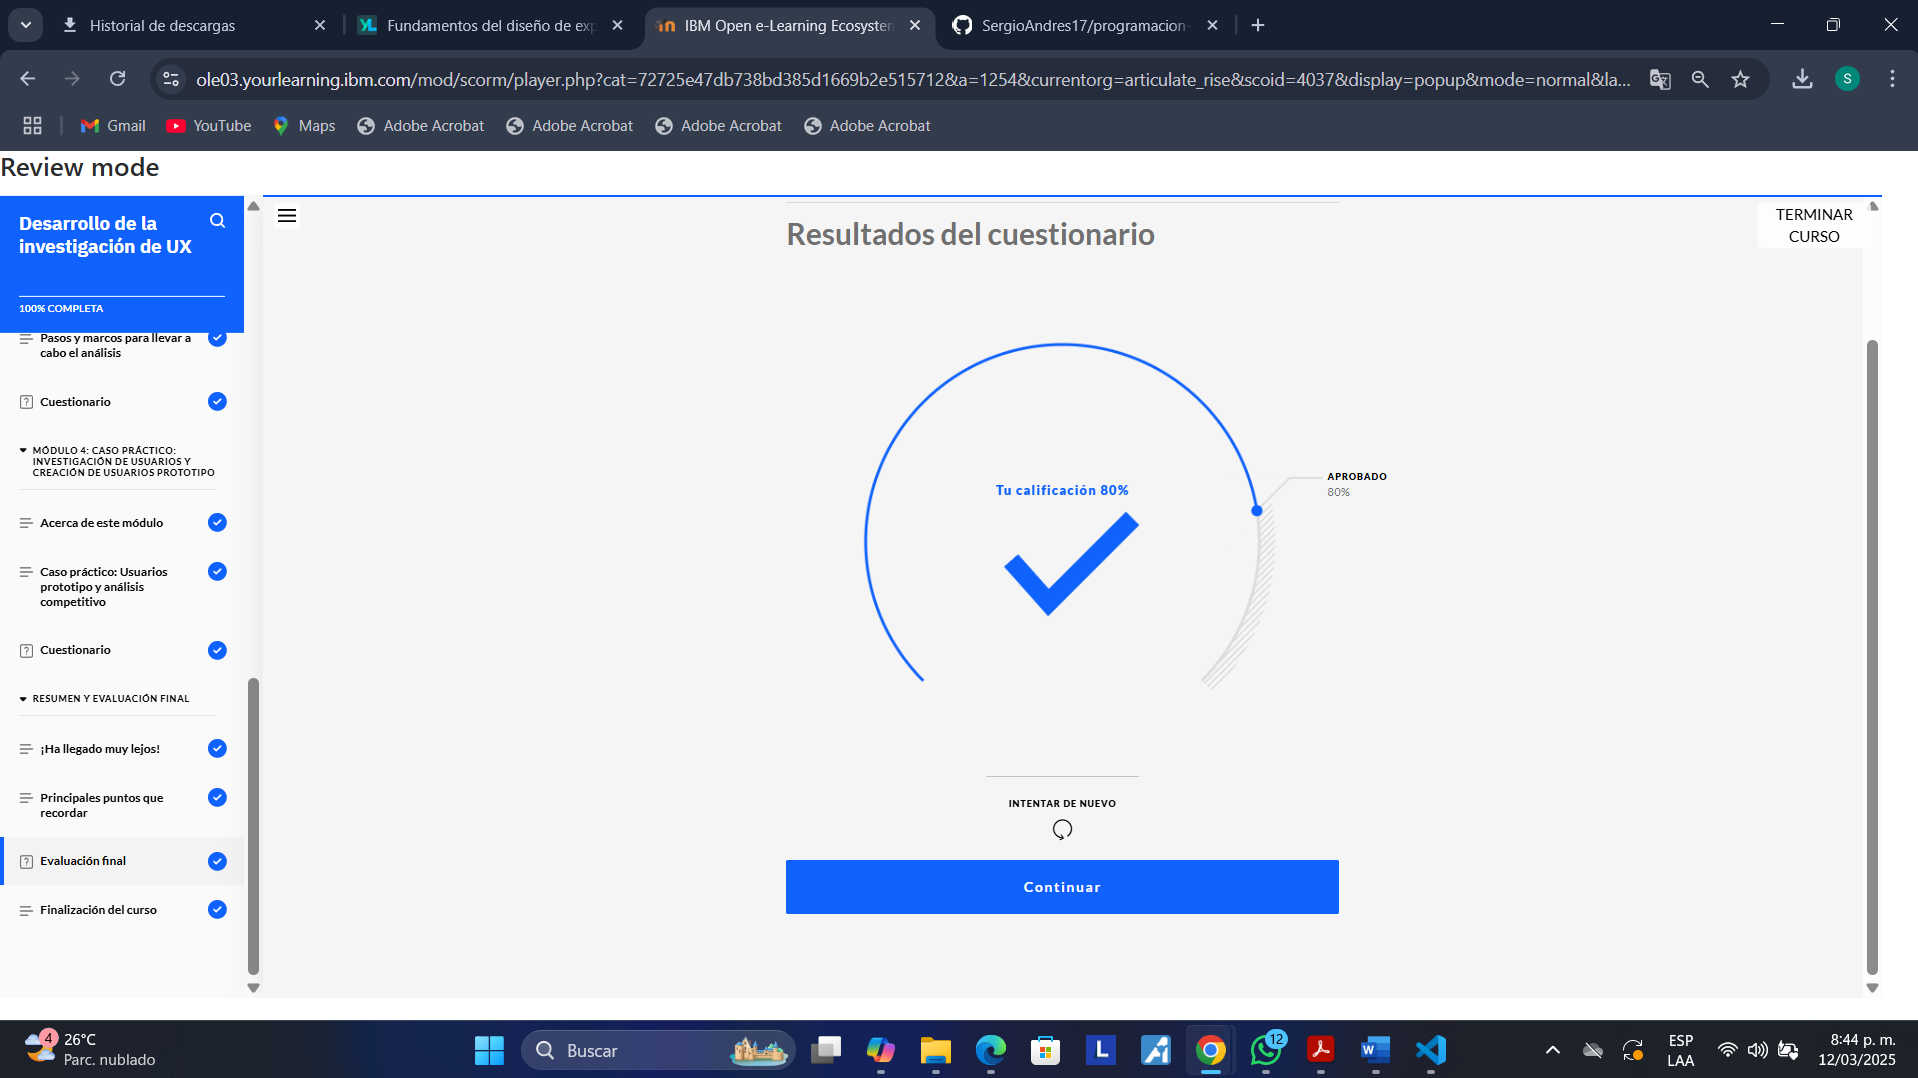 Historial de descargas
Fundamentos del diseño de exp
IBM Open e-Learning Ecosystem
SergioAndres17/programacion-
ole03.yourlearning.ibm.com/mod/scorm/player.php?cat=72725e47db738bd385d1669b2e515712&a=1254&currentorg=articulate_rise&scoid=4037&display=popup&mode=normal&la...
S
Gmail
YouTube
Maps
Adobe Acrobat
Adobe Acrobat
Adobe Acrobat
Adobe Acrobat
Review mode
Desarrollo de la
investigación de UX
100% COMPLETA
Pasos y marcos para llevar a
cabo el análisis
Cuestionario
MÓDULO 4: CASO PRÁCTICO:
INVESTIGACIÓN DE USUARIOS Y
CREACIÓN DE USUARIOS PROTOTIPO
Acerca de este módulo
Caso práctico: Usuarios
prototipo y análisis
competitivo
Cuestionario
RESUMEN Y EVALUACIÓN FINAL
¡Ha llegado muy lejos!
Principales puntos que
recordar
Evaluación final
Finalización del curso
TERMINAR
CURSO
Resultados del cuestionario
Tu calificación 80%
APROBADO
80%
INTENTAR DE NUEVO
Continuar
4
26°C
Parc. nublado
Buscar
L
12
W
ESP
LAA
8:44 p. m.
12/03/2025